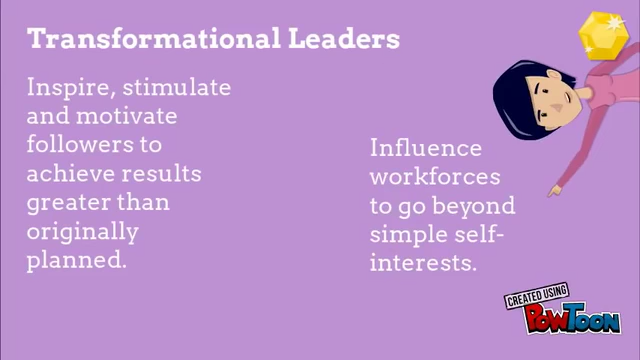 Transformational Leaders
Inspire, stimulate
and motivate
followers to
achieve results
greater than
originally
planned.
Influence
workforces
to go beyond
simple self-
interests.
CREATED USING
POWTOON